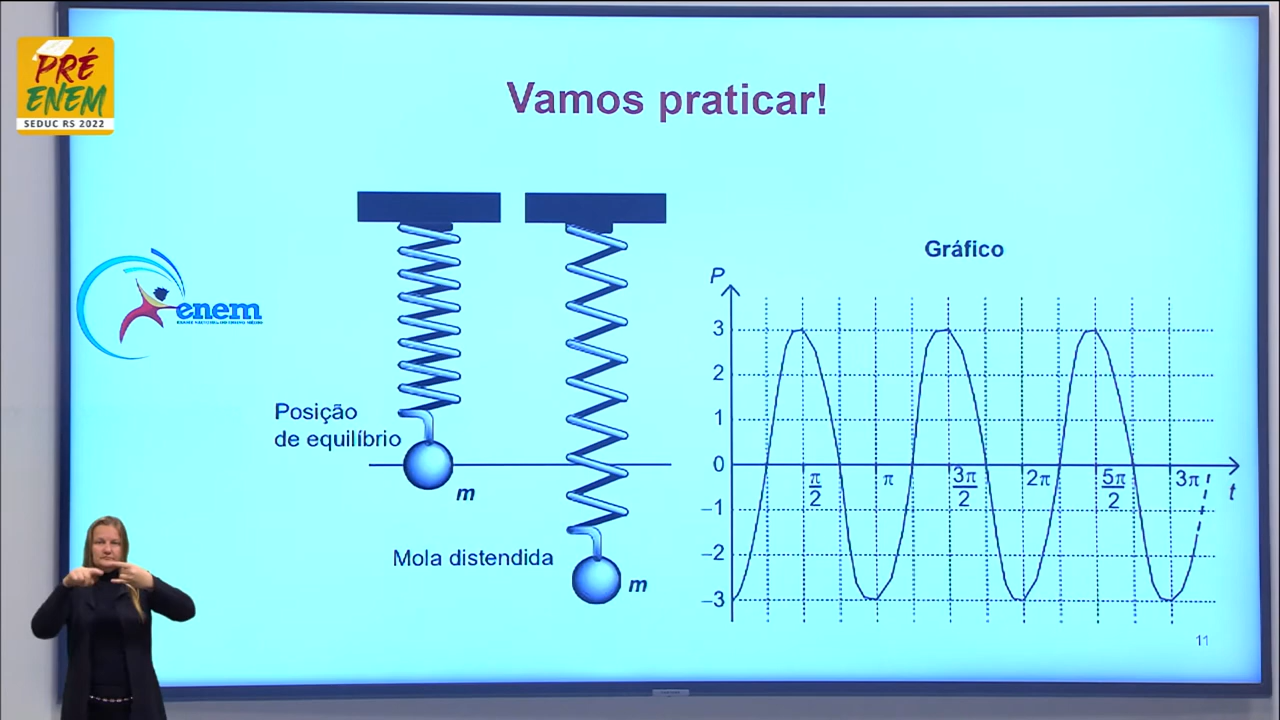 PRÉ
ENEM
SEDUC RS 2022
Vamos praticar!
enem
Posição
de equilíbrio
m
Mola distendida
m
Gráfico
P
3
2
1
0
–1
–2
–3
π/2
π
3π/2
2π
5π/2
3π
t
11